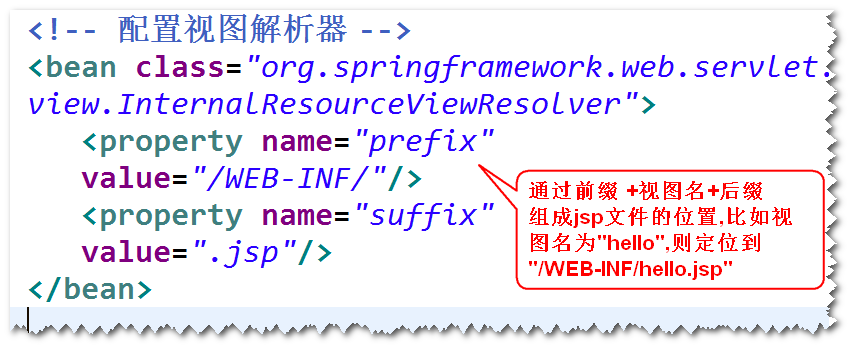 <!-- 配置视图解析器 -->
<bean class="org.springframework.web.servlet.
view.InternalResourceViewResolver">
<property name="prefix"
value="/WEB-INF/"/>
<property name="suffix"
value=".jsp"/>
</bean>
通过前缀 +视图名+后缀
组成jsp文件的位置,比如视
图名为"hello",则定位到
"/WEB-INF/hello.jsp"